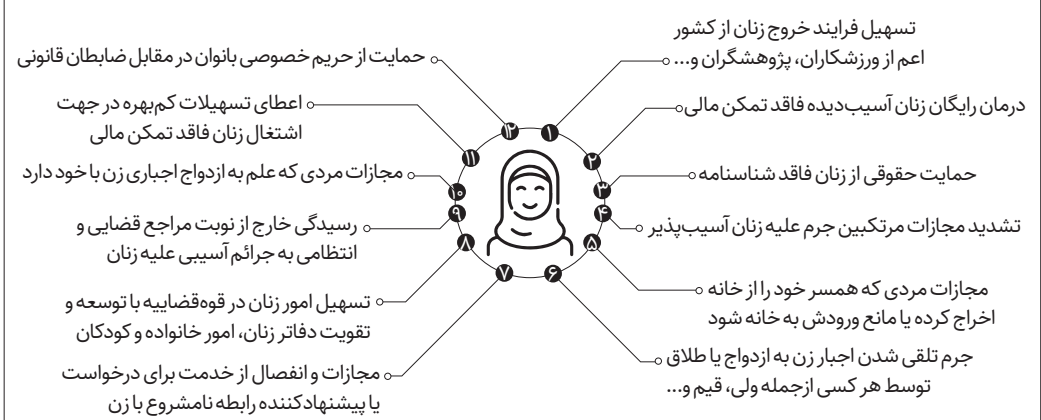 تسهیل فرایند خروج زنان از کشور
اعم از ورزشکاران، پژوهشگران و...
۱
درمان رایگان زنان آسیب‌دیده فاقد تمکن مالی
۲
حمایت حقوقی از زنان فاقد شناسنامه
۳
تشدید مجازات مرتکبین جرم علیه زنان آسیب‌پذیر
۴
مجازات مردی که همسر خود را از خانه
اخراج کرده یا مانع ورودش به خانه شود
۵
جرم تلقی شدن اجبار زن به ازدواج یا طلاق
توسط هر کسی ازجمله ولی، قیم و...
۶
مجازات و انفصال از خدمت برای درخواست
یا پیشنهادکننده رابطه نامشروع با زن
۷
تسهیل امور زنان در قوه‌قضاییه با توسعه و
تقویت دفاتر زنان، امور خانواده و کودکان
۸
رسیدگی خارج از نوبت مراجع قضایی و
انتظامی به جرائم آسیبی علیه زنان
۹
مجازات مردی که علم به ازدواج اجباری زن با خود دارد
۱۰
اعطای تسهیلات کم‌بهره در جهت
اشتغال زنان فاقد تمکن مالی
۱۱
حمایت از حریم خصوصی بانوان در مقابل ضابطان قانونی
۱۲